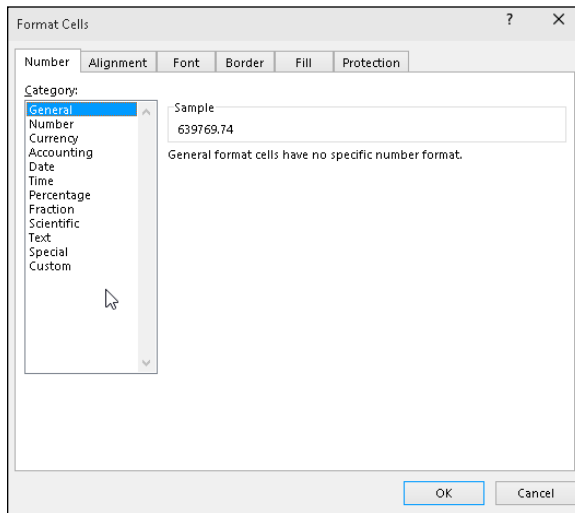 Format Cells ? X
Number Alignment Font Border Fill Protection
Category:
General
Number
Currency
Accounting
Date
Time
Percentage
Fraction
Scientific
Text
Special
Custom
Sample
639769.74
General format cells have no specific number format.
OK Cancel